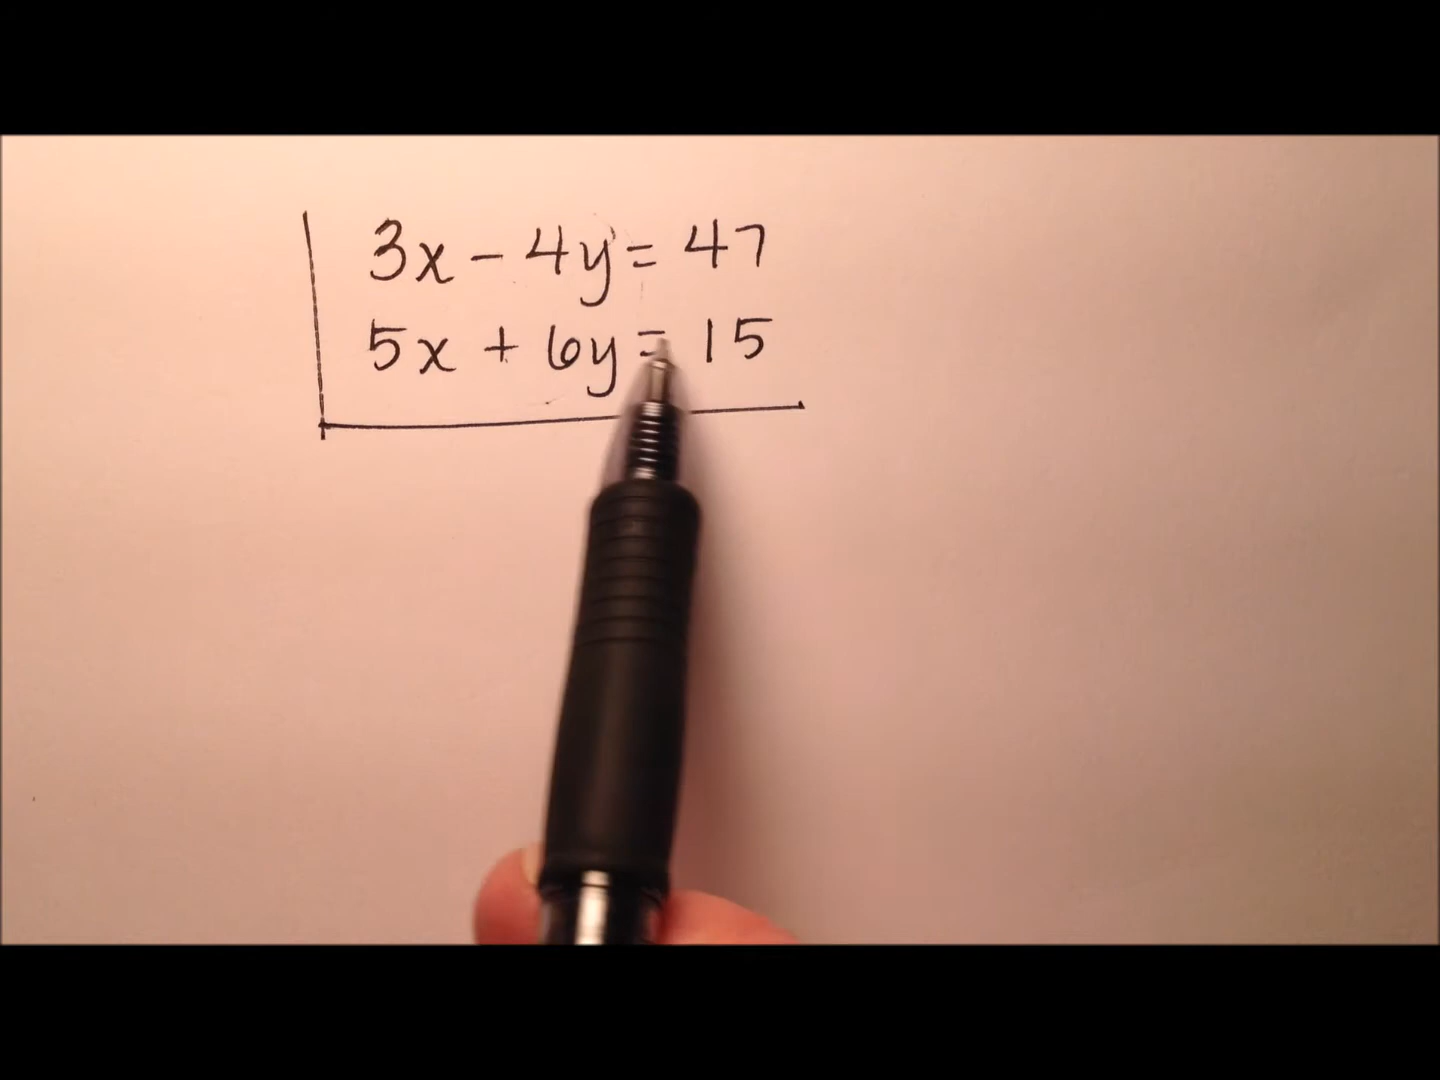 3x - 4y = 47
5x + 6y = 15